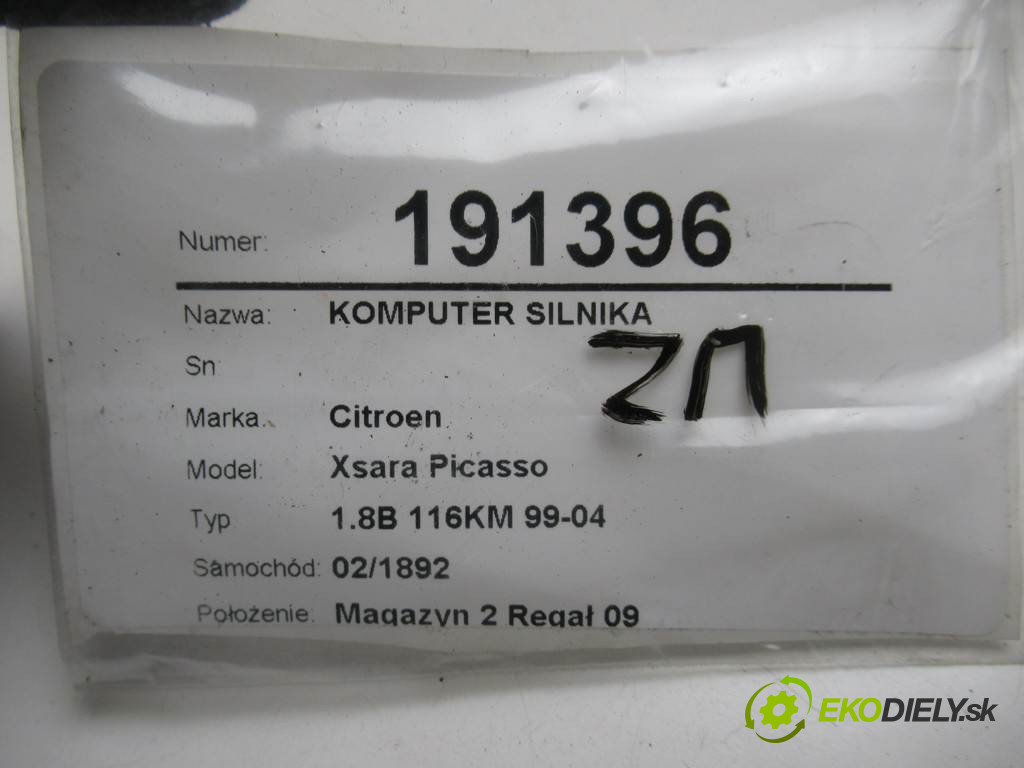 Numer: 191396
Nazwa: KOMPUTER SILNIKA
Sn
Marka: Citroen
Model: Xsara Picasso
Typ 1.8B 116KM 99-04
Samochód: 02/1892
Położenie: Magazyn 2 Regał 09
EKODIELY.sk